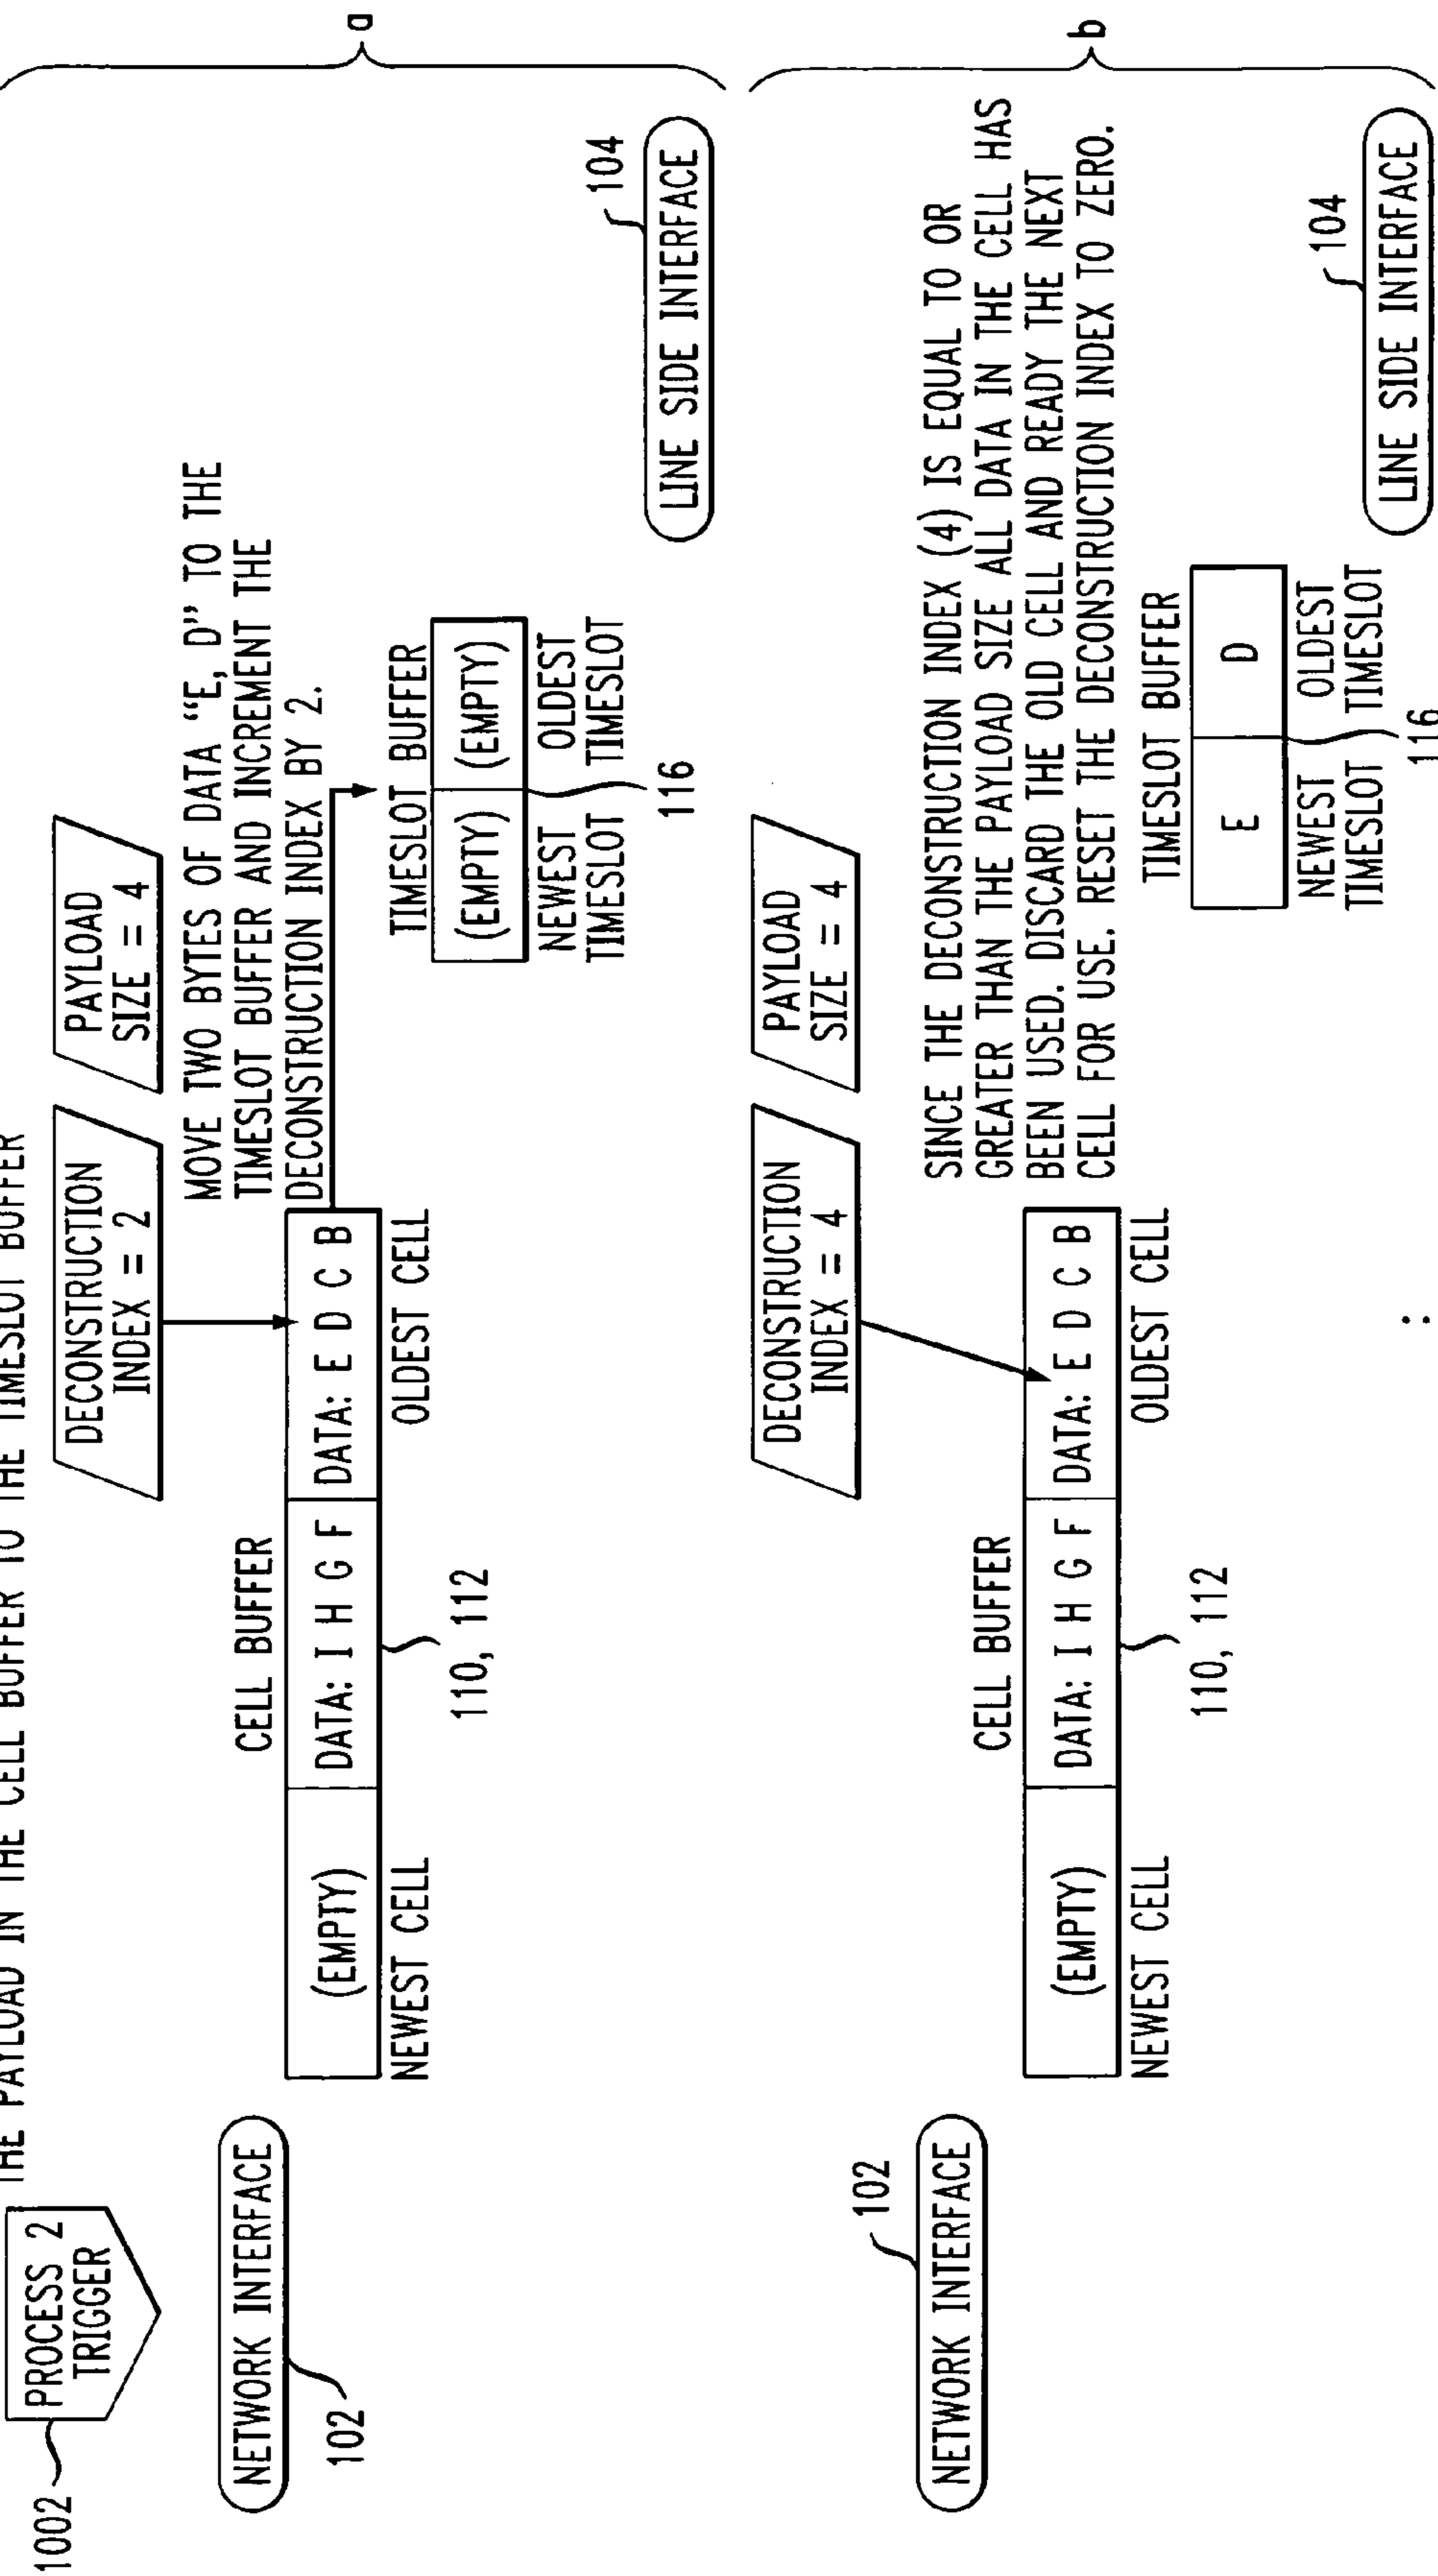 THE PAYLOAD IN THE CELL BUFFER TO THE TIMESLOT BUFFER
1002
PROCESS 2
TRIGGER
DECONSTRUCTION
INDEX = 2
PAYLOAD
SIZE = 4
a
MOVE TWO BYTES OF DATA "E, D" TO THE
TIMESLOT BUFFER AND INCREMENT THE
DECONSTRUCTION INDEX BY 2.
NETWORK INTERFACE
102
CELL BUFFER
(EMPTY)
DATA: I H G F
DATA: E D C B
NEWEST CELL
OLDEST CELL
110, 112
TIMESLOT BUFFER
(EMPTY)
(EMPTY)
NEWEST
TIMESLOT
OLDEST
TIMESLOT
116
104
LINE SIDE INTERFACE
DECONSTRUCTION
INDEX = 4
PAYLOAD
SIZE = 4
b
SINCE THE DECONSTRUCTION INDEX (4) IS EQUAL TO OR
GREATER THAN THE PAYLOAD SIZE ALL DATA IN THE CELL HAS
BEEN USED. DISCARD THE OLD CELL AND READY THE NEXT
CELL FOR USE. RESET THE DECONSTRUCTION INDEX TO ZERO.
102
NETWORK INTERFACE
CELL BUFFER
(EMPTY)
DATA: I H G F
DATA: E D C B
NEWEST CELL
OLDEST CELL
110, 112
TIMESLOT BUFFER
E
D
NEWEST
TIMESLOT
OLDEST
TIMESLOT
116
104
LINE SIDE INTERFACE